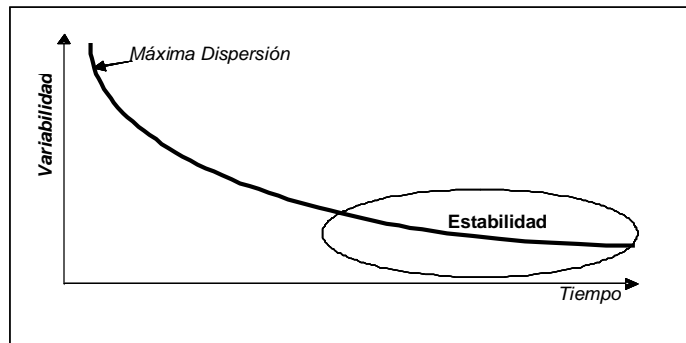 Máxima Dispersión
Variabilidad
Estabilidad
Tiempo